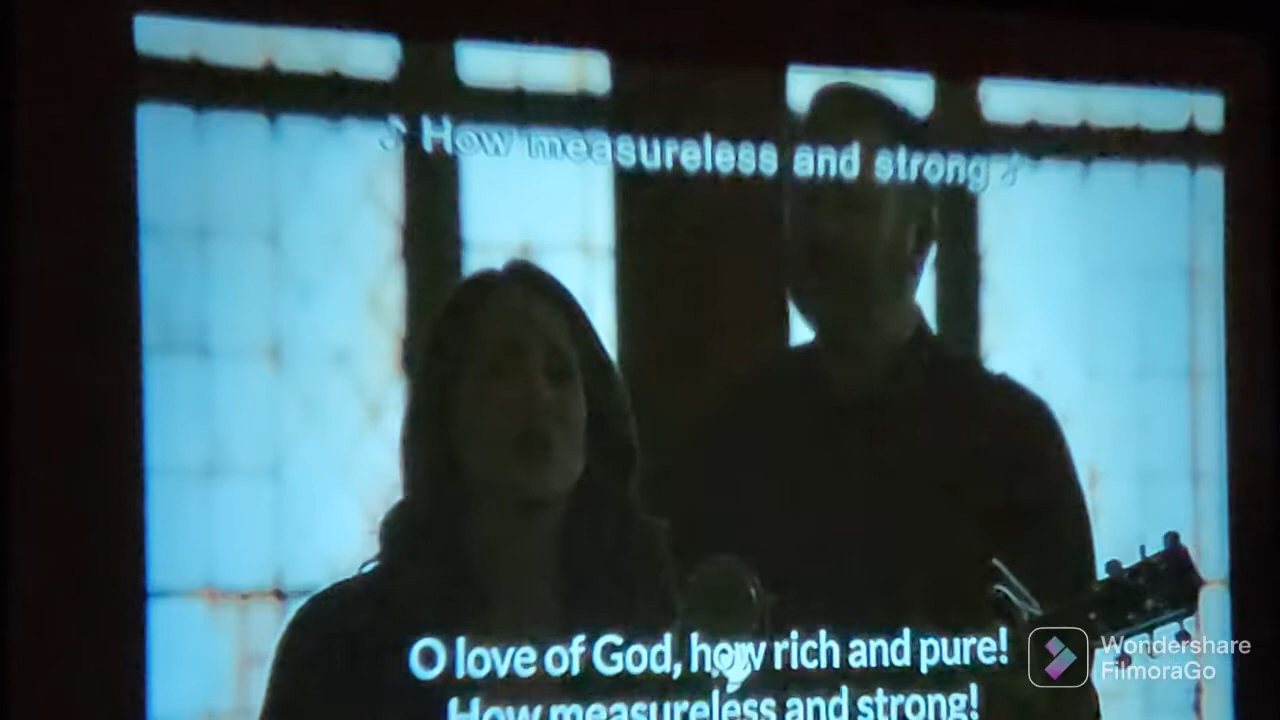 ♪ How measureless and strong ♪
O love of God, how rich and pure!
How measureless and strong!
Wondershare
FilmoraGo